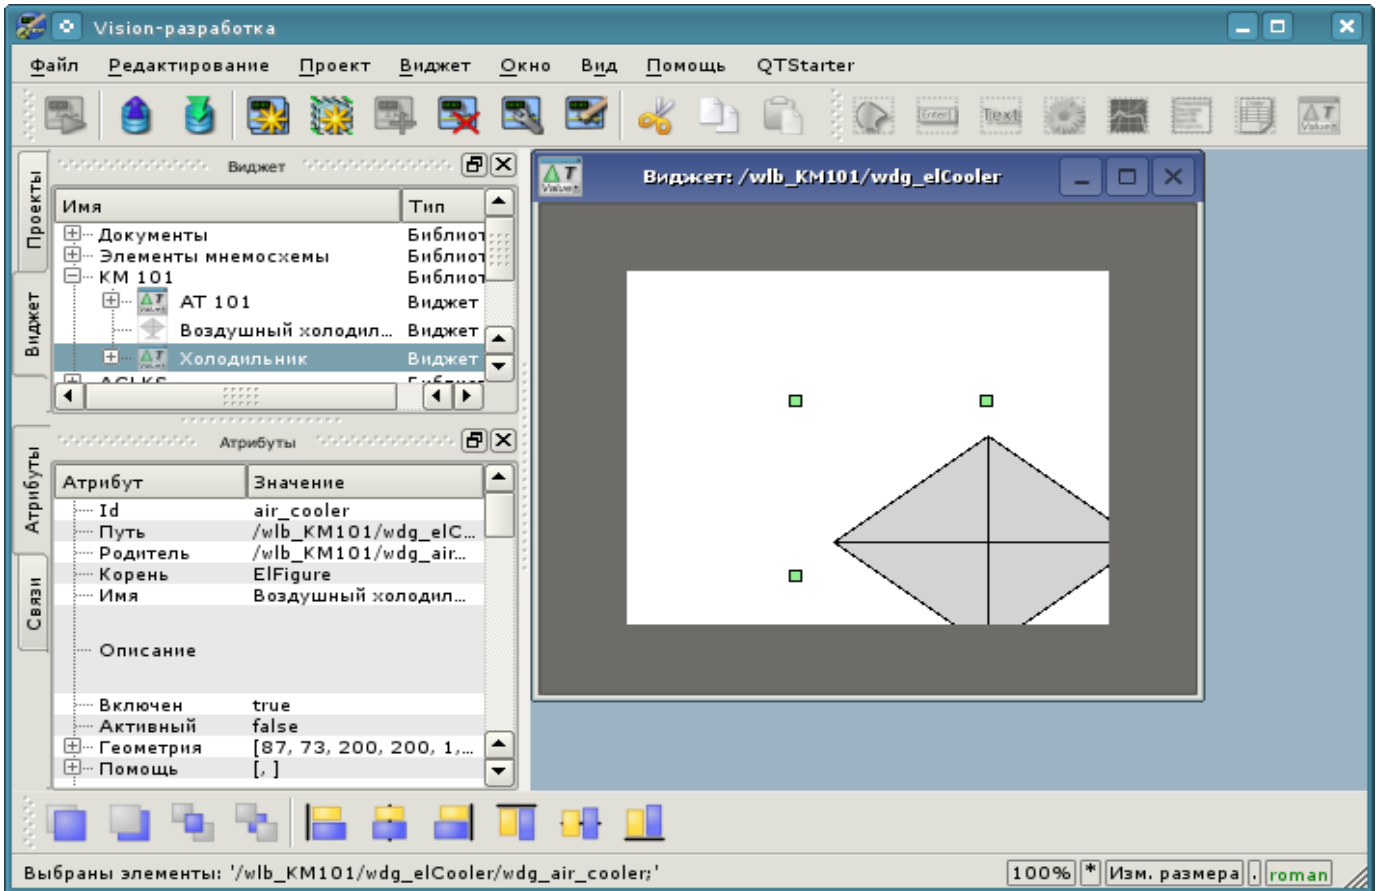 Vision-разработка
Файл Редактирование Проект Виджет Окно Вид Помощь QTStarter
Enter Text
ΔT
Проекты
Виджет
Виджет
Имя Тип
Документы Библиот
Элементы мнемосхемы Библиот
КМ 101 Библиот
АТ 101 Виджет
Воздушный холодил... Виджет
Холодильник Виджет
Атрибуты
Связи
Атрибуты
Атрибут Значение
Id air_cooler
Путь /wlb_KM101/wdg_elC...
Родитель /wlb_KM101/wdg_air...
Корень ElFigure
Имя Воздушный холодил...
Описание
Включен true
Активный false
Геометрия [87, 73, 200, 200, 1,...
Помощь [, ]
Виджет: /wlb_KM101/wdg_elCooler
Выбраны элементы: '/wlb_KM101/wdg_elCooler/wdg_air_cooler;' 100% * Изм. размера . roman